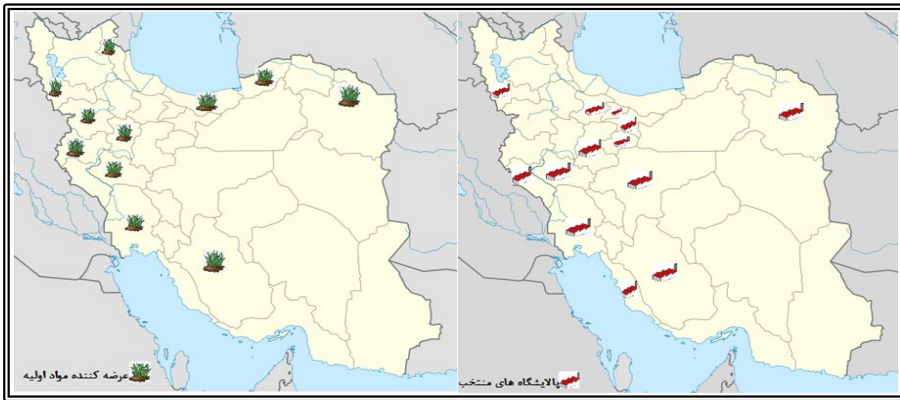 عرضه کننده مواد اولیه
پالایشگاه های منتخب